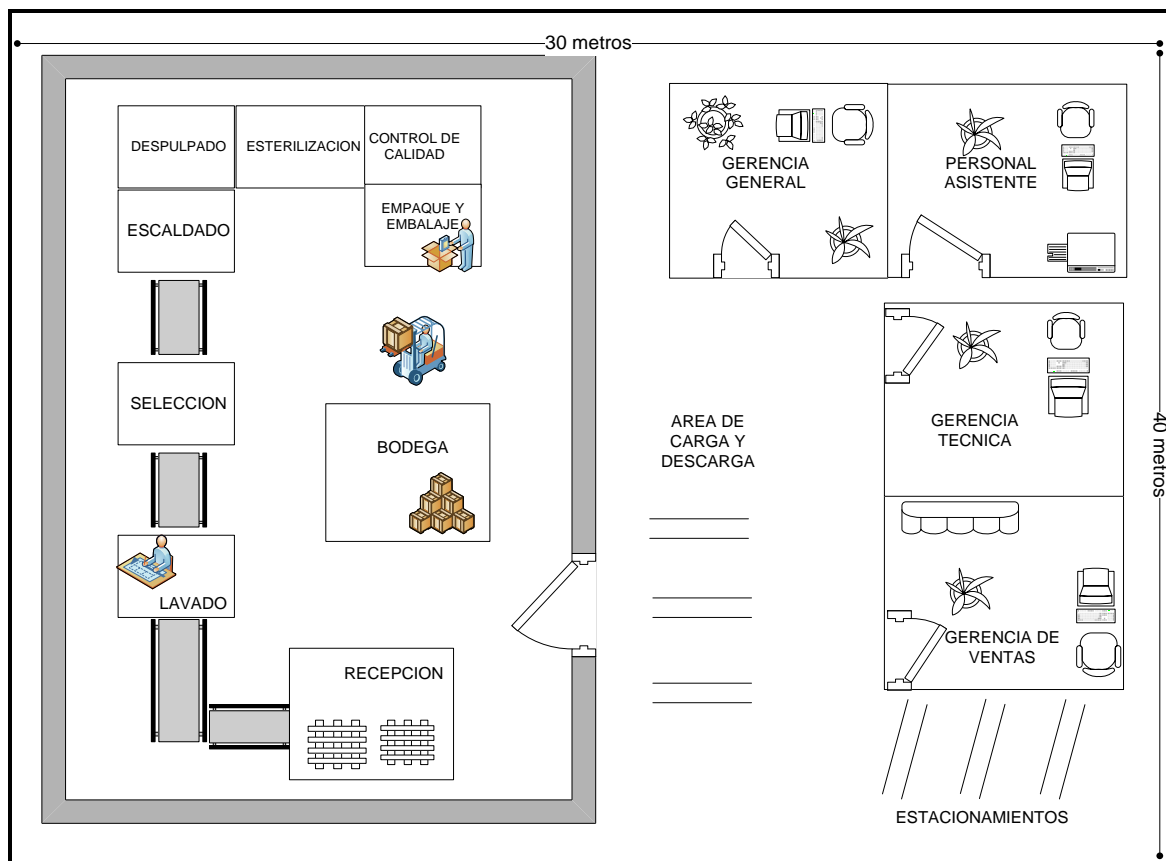 30 metros
DESPULPADO
ESTERILIZACION
CONTROL DE
CALIDAD
ESCALDADO
EMPAQUE Y
EMBALAJE
SELECCION
BODEGA
LAVADO
RECEPCION
GERENCIA
GENERAL
PERSONAL
ASISTENTE
AREA DE
CARGA Y
DESCARGA
GERENCIA
TECNICA
GERENCIA DE
VENTAS
ESTACIONAMIENTOS
40 metros